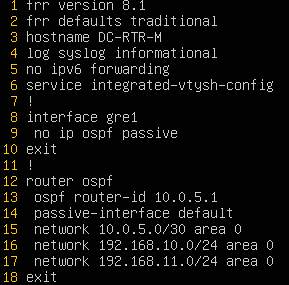 1 frr version 8.1
2 frr defaults traditional
3 hostname DC-RTR-M
4 log syslog informational
5 no ipv6 forwarding
6 service integrated-vtysh-config
7 !
8 interface gre1
9  no ip ospf passive
10 exit
11 !
12 router ospf
13  ospf router-id 10.0.5.1
14  passive-interface default
15  network 10.0.5.0/30 area 0
16  network 192.168.10.0/24 area 0
17  network 192.168.11.0/24 area 0
18 exit